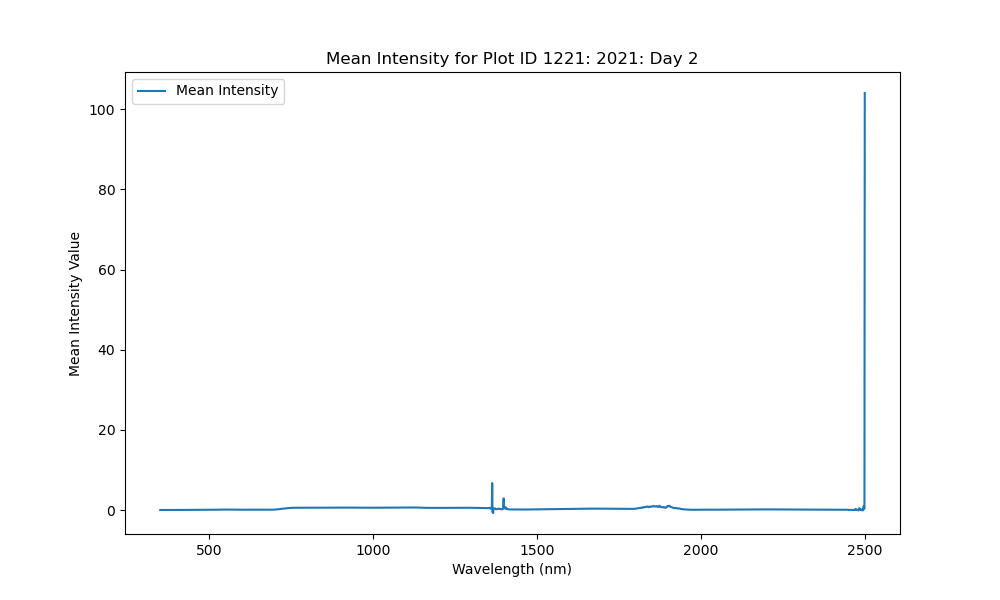 Mean Intensity for Plot ID 1221: 2021: Day 2
Mean Intensity
100
80
60
40
20
0
Mean Intensity Value
500 1000 1500 2000 2500
Wavelength (nm)